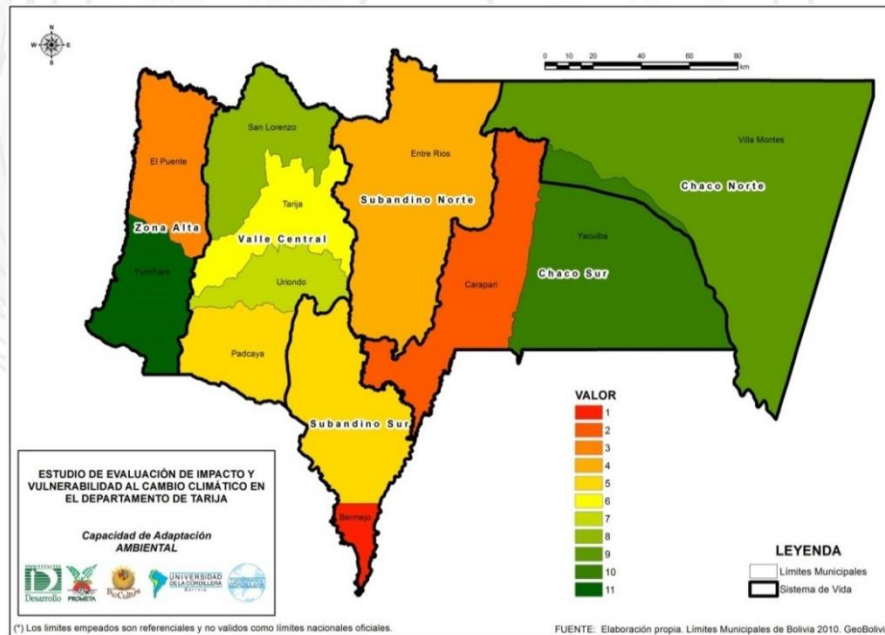 N
W E
S
0 10 20 40 60 80
km
San Lorenzo
El Puente
Entre Rios
Villa Montes
Tarija
Subandino Norte
Chaco Norte
Zona Alta
Valle Central
Yacuiba
Yunchara
Chaco Sur
Uriondo
Carapari
Padcaya
Subandino Sur
Bermejo
VALOR
1
2
3
4
5
6
7
8
9
10
11
ESTUDIO DE EVALUACIÓN DE IMPACTO Y
VULNERABILIDAD AL CAMBIO CLIMÁTICO EN
EL DEPARTAMENTO DE TARIJA
Capacidad de Adaptación
AMBIENTAL
Desarrollo
PROMETA
BioCultura
UNIVERSIDAD
DE LA CORDILLERA
Bolivia
LEYENDA
Límites Municipales
Sistema de Vida
(*) Los limites empeados son referenciales y no validos como límites nacionales oficiales.
FUENTE: Elaboración propia. Límites Municipales de Bolivia 2010. GeoBolivi